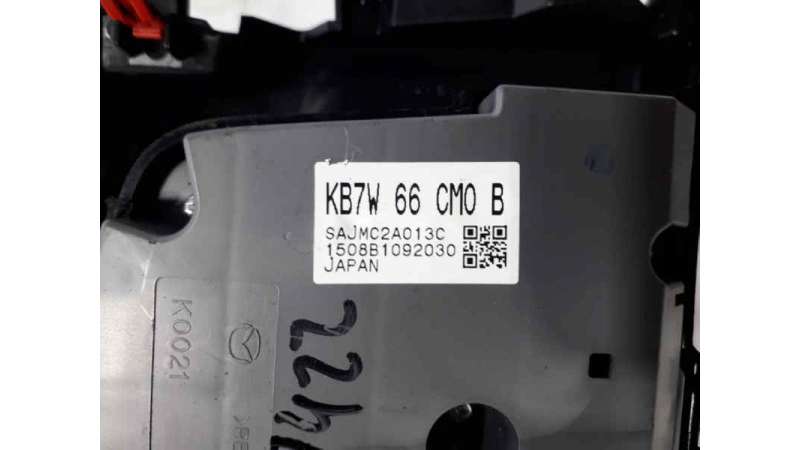 KB7W 66 CM0 B
SAJMC2A013C
1508B1092030
JAPAN
K0021